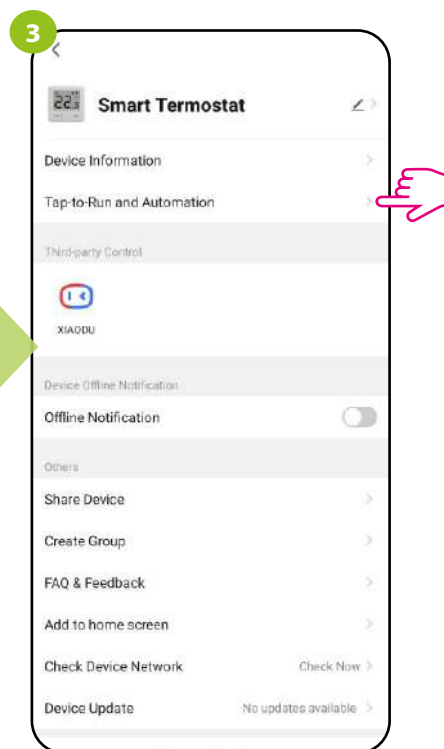 3
Smart Termostat
Device Information
Tap-to-Run and Automation
Third-party Control
XIAODU
Device Offline Notification
Offline Notification
Others
Share Device
Create Group
FAQ & Feedback
Add to home screen
Check Device Network Check Now
Device Update No updates available